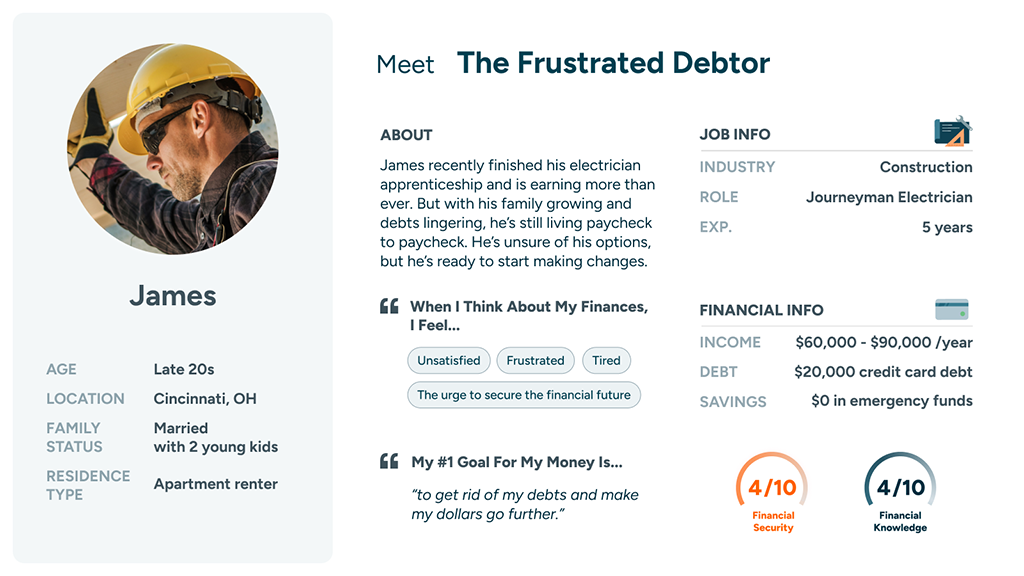 Meet The Frustrated Debtor
James
AGE Late 20s
LOCATION Cincinnati, OH
FAMILY STATUS Married
with 2 young kids
RESIDENCE TYPE Apartment renter
ABOUT
James recently finished his electrician
apprenticeship and is earning more than
ever. But with his family growing and
debts lingering, he’s still living paycheck
to paycheck. He’s unsure of his options,
but he’s ready to start making changes.
When I Think About My Finances,
I Feel...
Unsatisfied Frustrated Tired
The urge to secure the financial future
My #1 Goal For My Money Is...
“to get rid of my debts and make
my dollars go further.”
JOB INFO
INDUSTRY Construction
ROLE Journeyman Electrician
EXP. 5 years
FINANCIAL INFO
INCOME $60,000 - $90,000 /year
DEBT $20,000 credit card debt
SAVINGS $0 in emergency funds
4/10
Financial
Security
4/10
Financial
Knowledge